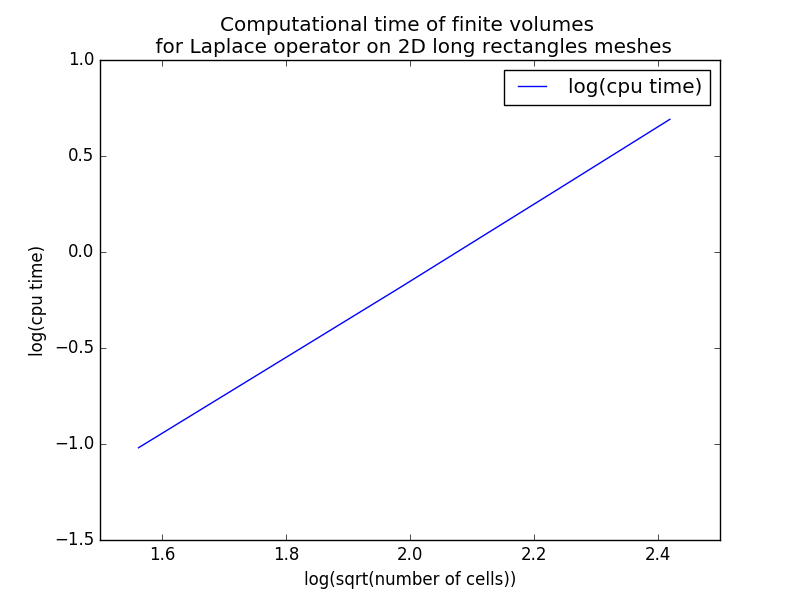 Computational time of finite volumes
for Laplace operator on 2D long rectangles meshes
1.0
log(cpu time)
0.5
0.0
−0.5
−1.0
−1.5
log(cpu time)
1.6 1.8 2.0 2.2 2.4
log(sqrt(number of cells))